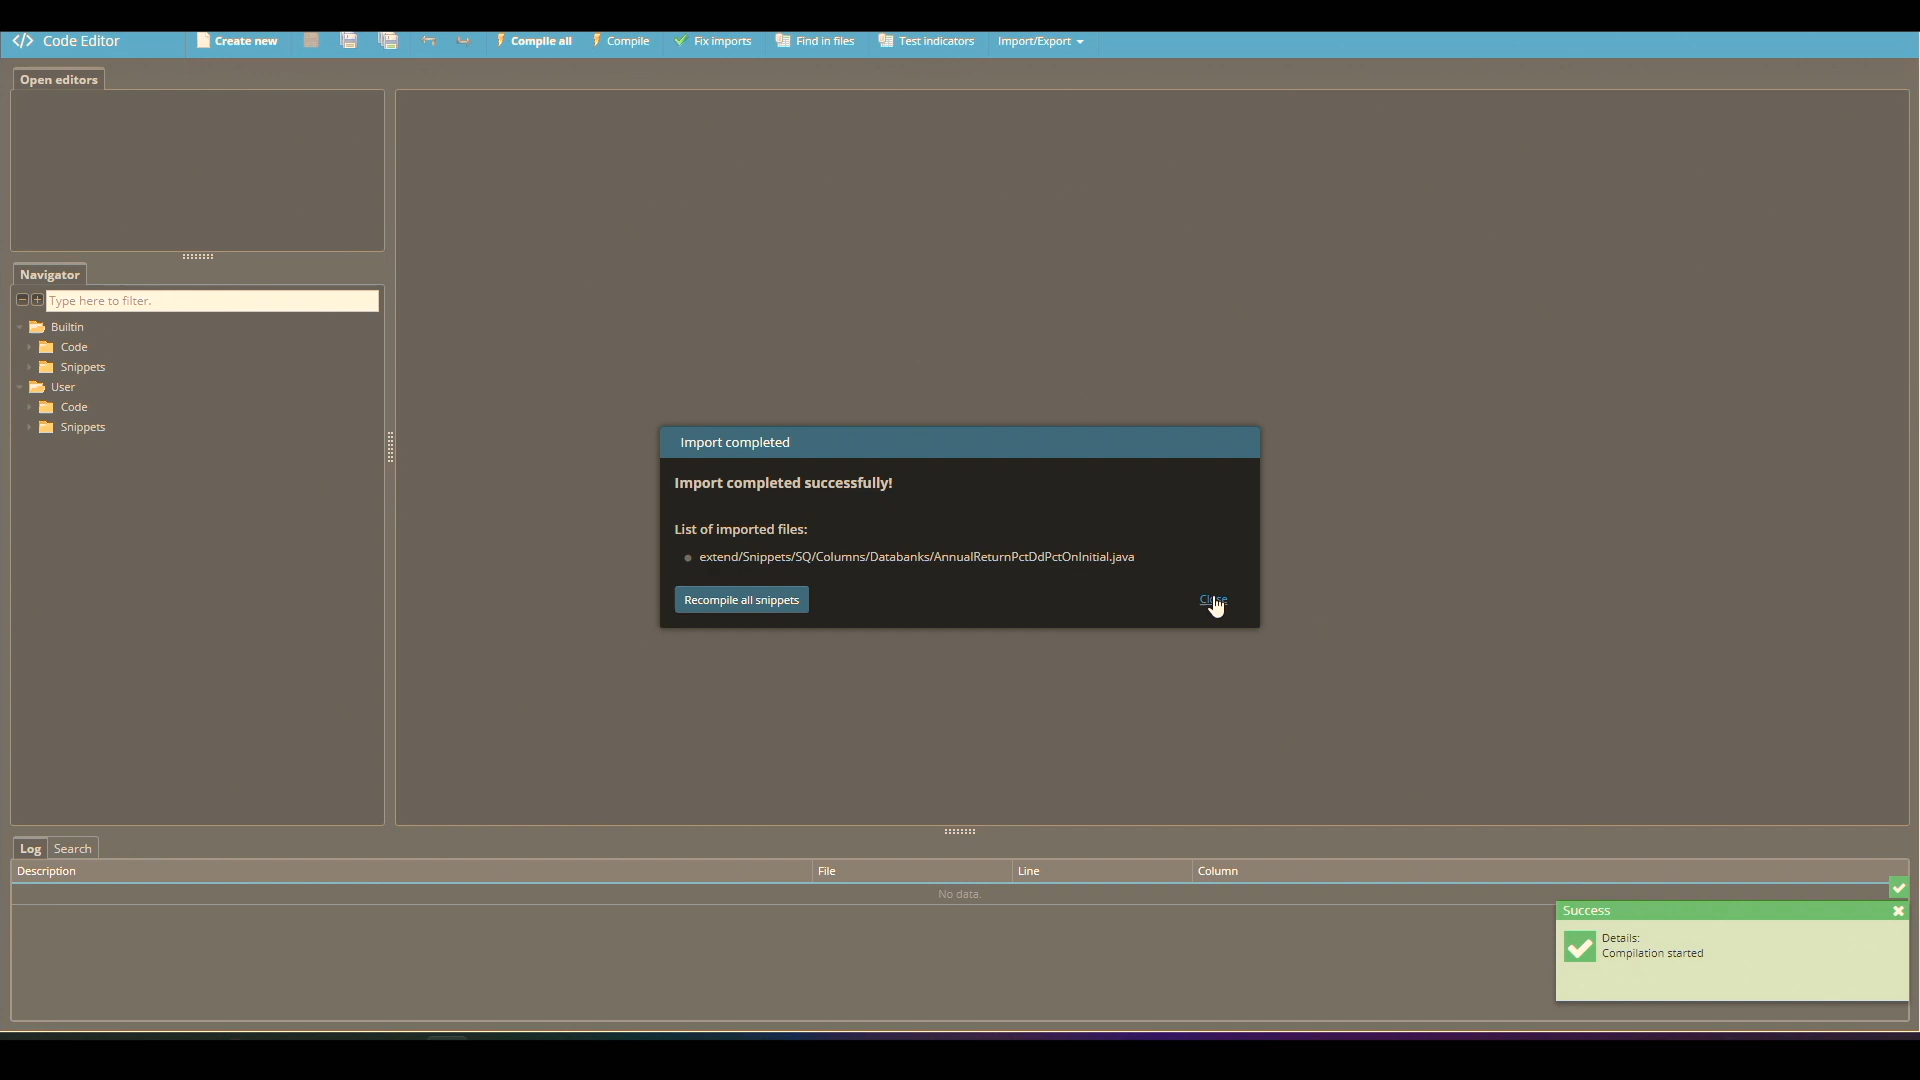 </> Code Editor
Create new
Compile all
Compile
Fix imports
Find in files
Test indicators
Import/Export
Open editors
Navigator
Type here to filter.
Builtin
Code
Snippets
User
Code
Snippets
Import completed
Import completed successfully!
List of imported files:
extend/Snippets/SQ/Columns/Databanks/AnnualReturnPctDdPctOnInitial.java
Recompile all snippets
Close
Log
Search
Description
File
Line
Column
No data.
Success
Details:
Compilation started